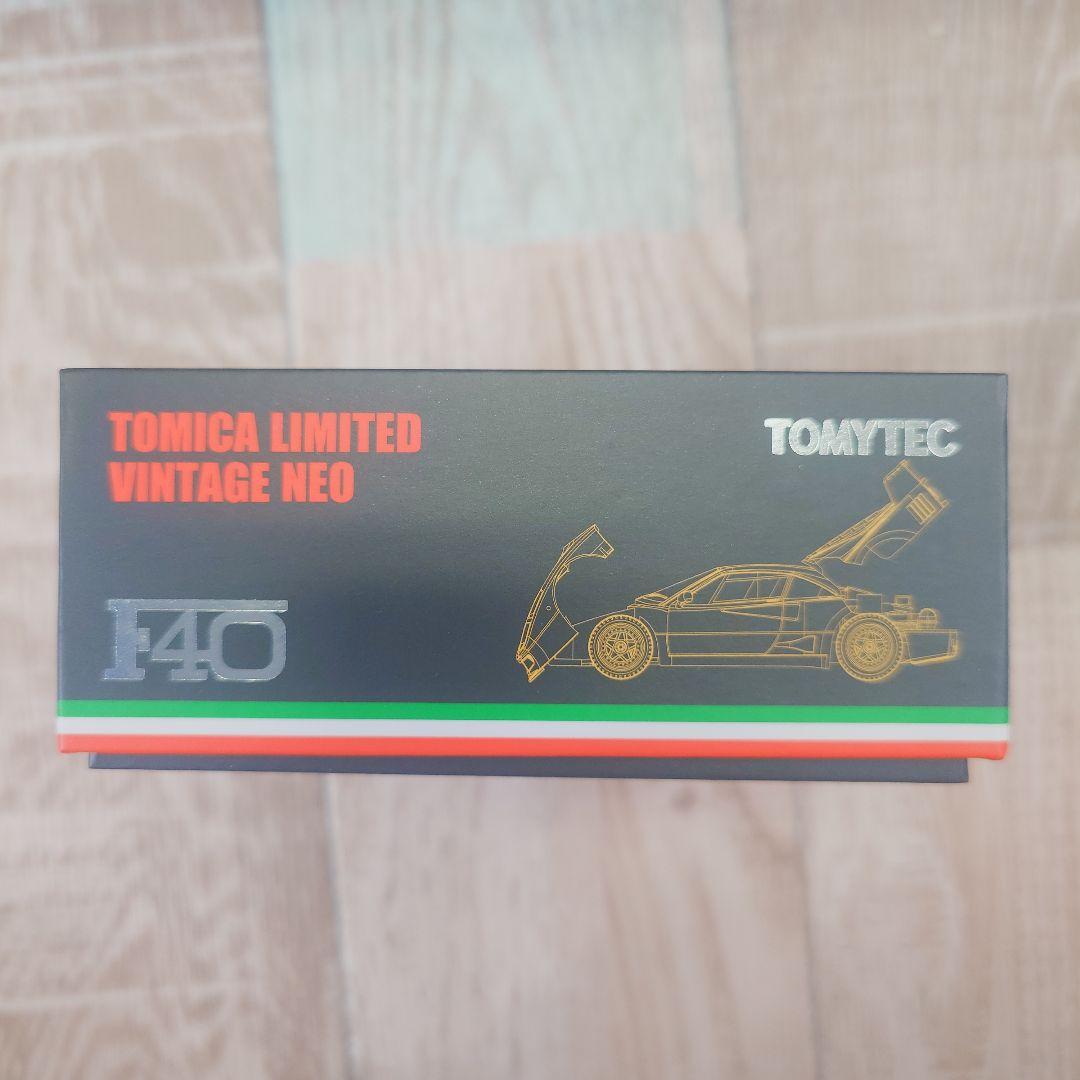 TOMICA LIMITED
VINTAGE NEO
TOMYTEC
F40